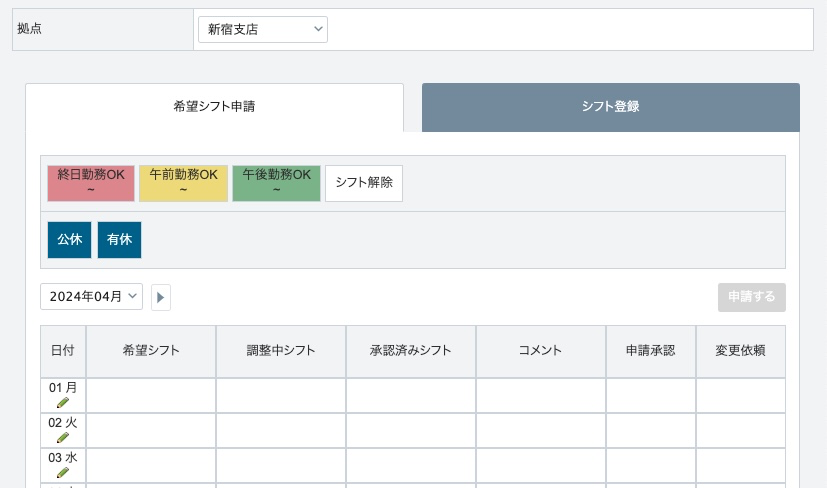 拠点
新宿支店
希望シフト申請
シフト登録
終日勤務OK
~
午前勤務OK
~
午後勤務OK
~
シフト解除
公休
有休
2024年04月
申請する
日付
希望シフト
調整中シフト
承認済みシフト
コメント
申請承認
変更依頼
01 月
02 火
03 水